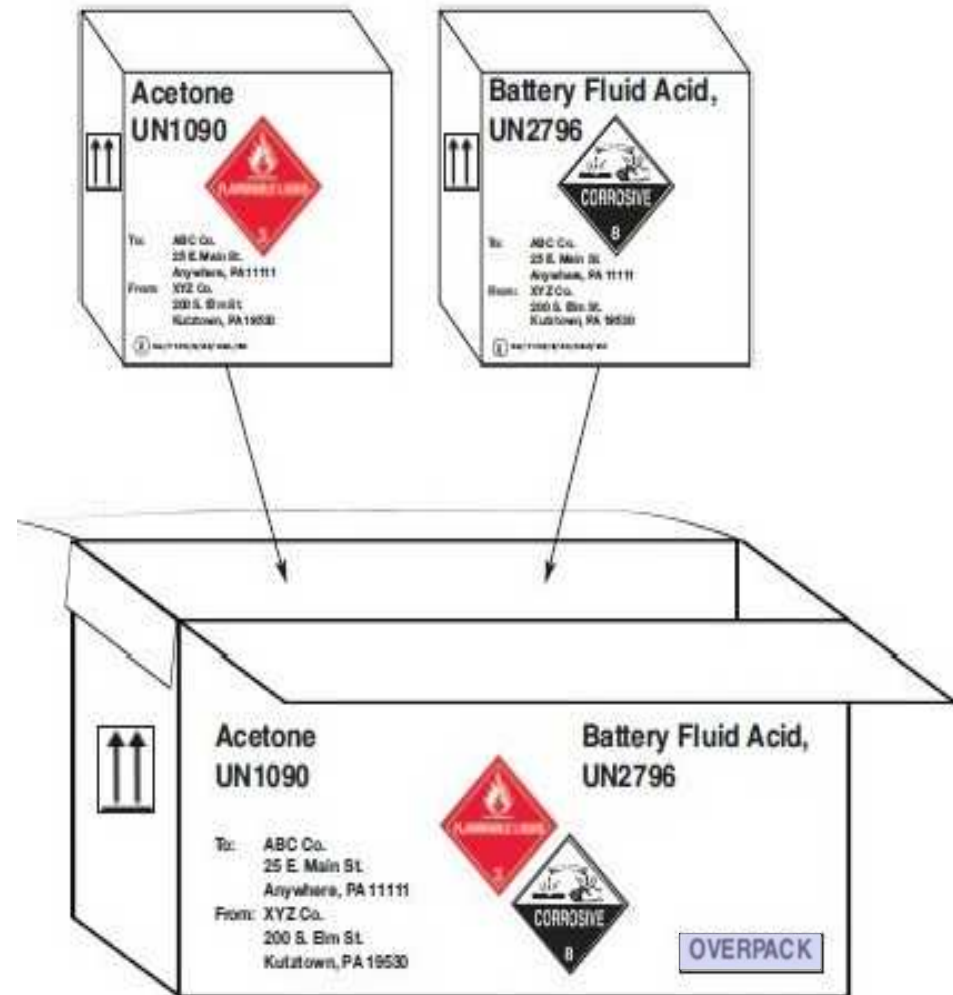 Acetone
UN1090
FLAMMABLE LIQUID
3
To: ABC Co.
25 E. Main St.
Anywhere, PA 11111
From: XYZ Co.
200 S. Elm St.
Kutztown, PA 19530
Battery Fluid Acid,
UN2796
CORROSIVE
8
To: ABC Co.
25 E. Main St.
Anywhere, PA 11111
From: XYZ Co.
200 S. Elm St.
Kutztown, PA 19530
Acetone
UN1090
Battery Fluid Acid,
UN2796
FLAMMABLE LIQUID
3
To: ABC Co.
25 E. Main St.
Anywhere, PA 11111
From: XYZ Co.
200 S. Elm St.
Kutztown, PA 19530
CORROSIVE
8
OVERPACK